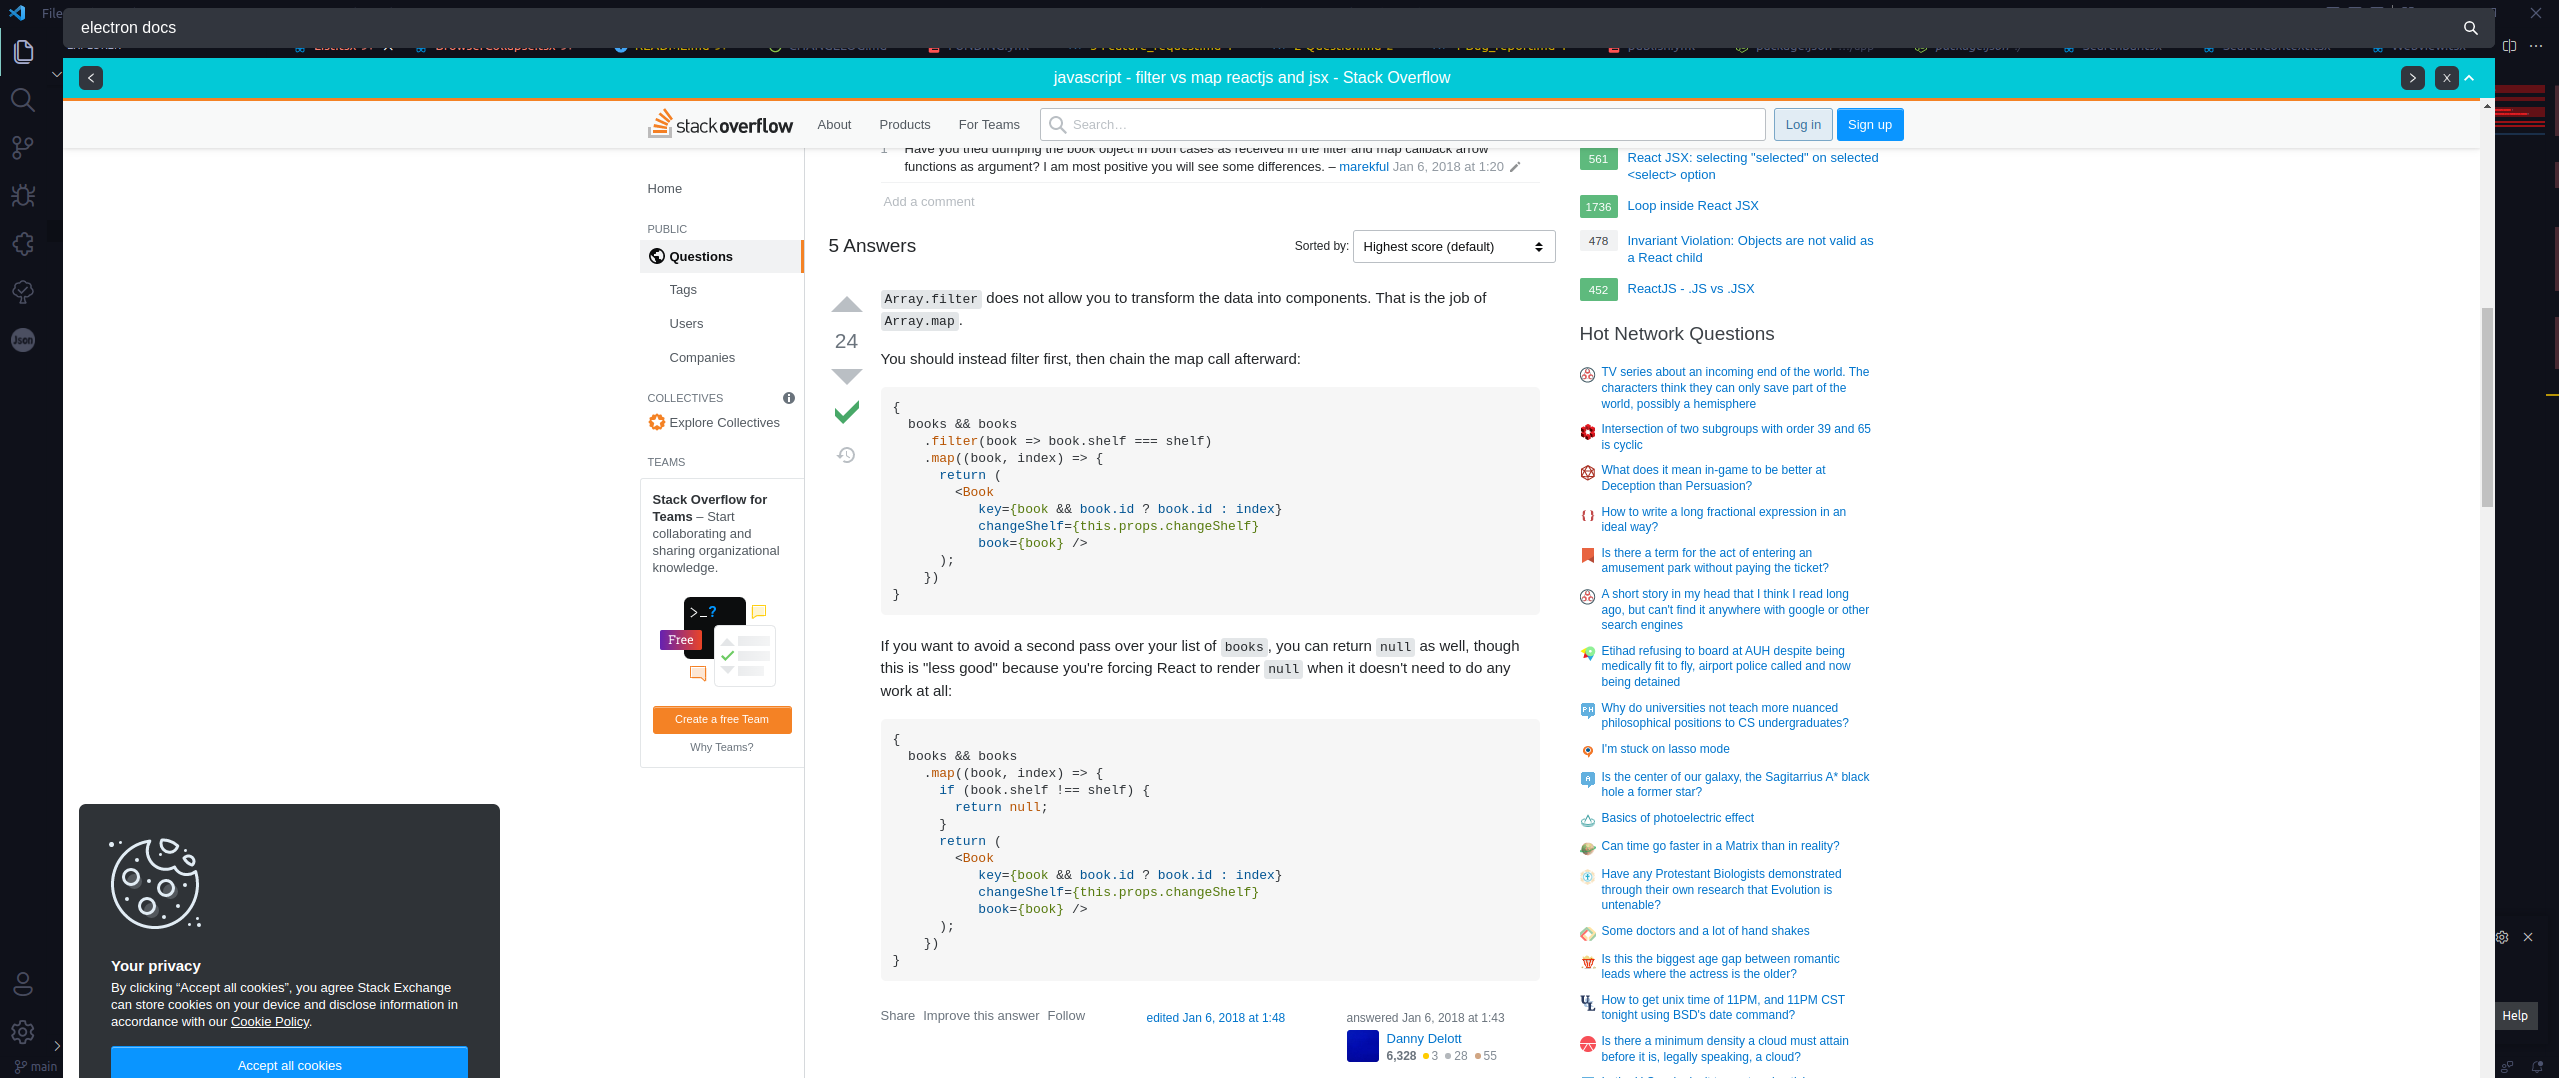 File
electron docs
javascript - filter vs map reactjs and jsx - Stack Overflow
X
stackoverflow
About
Products
For Teams
Search…
Log in
Sign up
Home
PUBLIC
Questions
Tags
Users
Companies
COLLECTIVES
Explore Collectives
TEAMS
Stack Overflow for
Teams – Start
collaborating and
sharing organizational
knowledge.
>_?
Free
Create a free Team
Why Teams?
1 Have you tried dumping the book object in both cases as received in the filter and map callback arrow
functions as argument? I am most positive you will see some differences. – marekful Jan 6, 2018 at 1:20
Add a comment
5 Answers
Sorted by: Highest score (default)
24
Array.filter does not allow you to transform the data into components. That is the job of
Array.map.
You should instead filter first, then chain the map call afterward:
{
  books && books
    .filter(book => book.shelf === shelf)
    .map((book, index) => {
      return (
        <Book
           key={book && book.id ? book.id : index}
           changeShelf={this.props.changeShelf}
           book={book} />
      );
    })
}
If you want to avoid a second pass over your list of books, you can return null as well, though
this is "less good" because you're forcing React to render null when it doesn't need to do any
work at all:
{
  books && books
    .map((book, index) => {
      if (book.shelf !== shelf) {
        return null;
      }
      return (
        <Book
           key={book && book.id ? book.id : index}
           changeShelf={this.props.changeShelf}
           book={book} />
      );
    })
}
Share Improve this answer Follow
edited Jan 6, 2018 at 1:48
answered Jan 6, 2018 at 1:43
Danny Delott
6,328 3 28 55
561 React JSX: selecting "selected" on selected
<select> option
1736 Loop inside React JSX
478 Invariant Violation: Objects are not valid as
a React child
452 ReactJS - .JS vs .JSX
Hot Network Questions
TV series about an incoming end of the world. The
characters think they can only save part of the
world, possibly a hemisphere
Intersection of two subgroups with order 39 and 65
is cyclic
What does it mean in-game to be better at
Deception than Persuasion?
How to write a long fractional expression in an
ideal way?
Is there a term for the act of entering an
amusement park without paying the ticket?
A short story in my head that I think I read long
ago, but can't find it anywhere with google or other
search engines
Etihad refusing to board at AUH despite being
medically fit to fly, airport police called and now
being detained
Why do universities not teach more nuanced
philosophical positions to CS undergraduates?
I'm stuck on lasso mode
Is the center of our galaxy, the Sagitarrius A* black
hole a former star?
Basics of photoelectric effect
Can time go faster in a Matrix than in reality?
Have any Protestant Biologists demonstrated
through their own research that Evolution is
untenable?
Some doctors and a lot of hand shakes
Is this the biggest age gap between romantic
leads where the actress is the older?
How to get unix time of 11PM, and 11PM CST
tonight using BSD's date command?
Is there a minimum density a cloud must attain
before it is, legally speaking, a cloud?
Your privacy
By clicking “Accept all cookies”, you agree Stack Exchange
can store cookies on your device and disclose information in
accordance with our Cookie Policy.
Accept all cookies
Json
main
Help